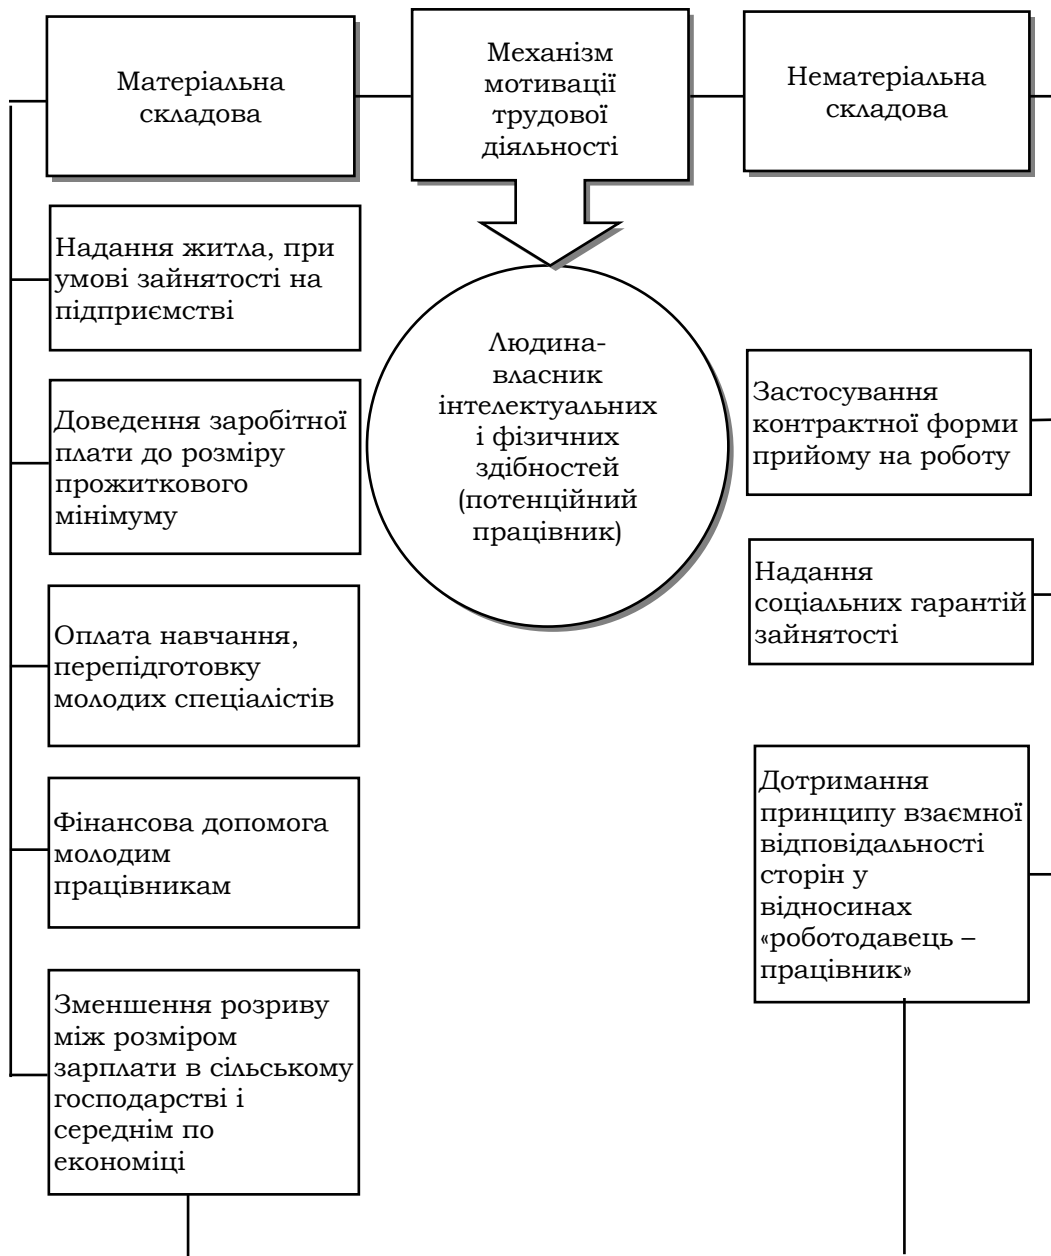 Матеріальна
складова
Механізм
мотивації
трудової
діяльності
Нематеріальна
складова
Надання житла, при
умові зайнятості на
підприємстві
Доведення заробітної
плати до розміру
прожиткового
мінімуму
Оплата навчання,
перепідготовку
молодих спеціалістів
Фінансова допомога
молодим
працівникам
Зменшення розриву
між розміром
зарплати в сільському
господарстві і
середнім по
економіці
Людина-
власник
інтелектуальних
і фізичних
здібностей
(потенційний
працівник)
Застосування
контрактної форми
прийому на роботу
Надання
соціальних гарантій
зайнятості
Дотримання
принципу взаємної
відповідальності
сторін у
відносинах
«роботодавець –
працівник»